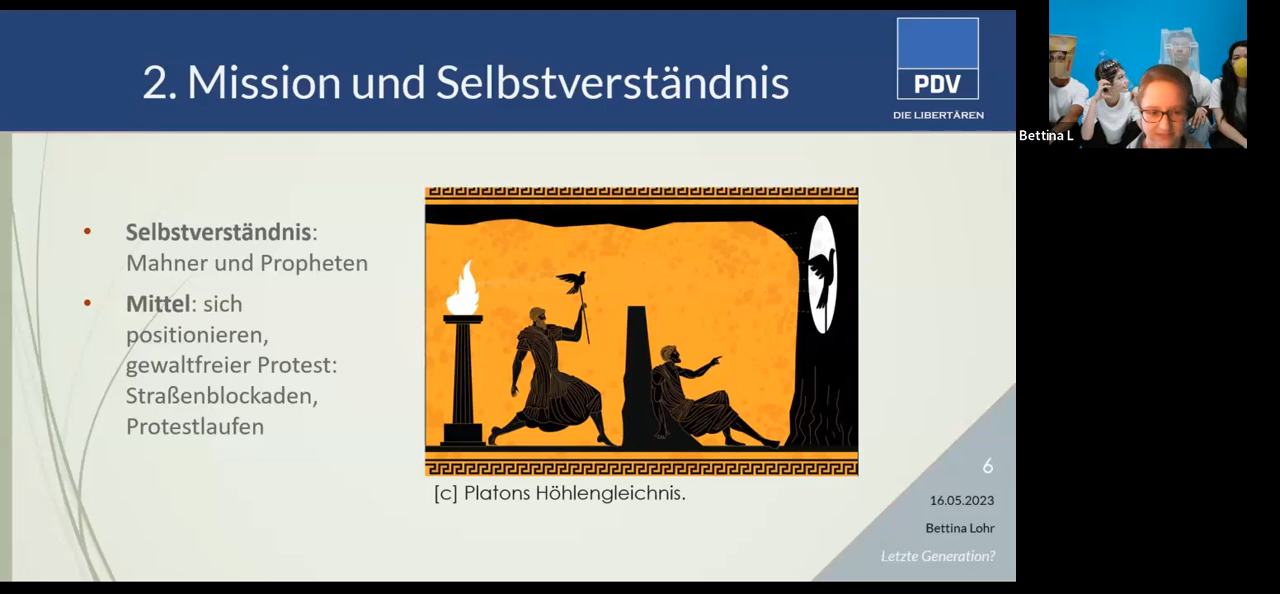 2. Mission und Selbstverständnis
PDV
DIE LIBERTÄREN
• Selbstverständnis:
Mahner und Propheten
• Mittel: sich
positionieren,
gewaltfreier Protest:
Straßenblockaden,
Protestlaufen
[c] Platons Höhlengleichnis.
6
16.05.2023
Bettina Lohr
Letzte Generation?
Bettina L